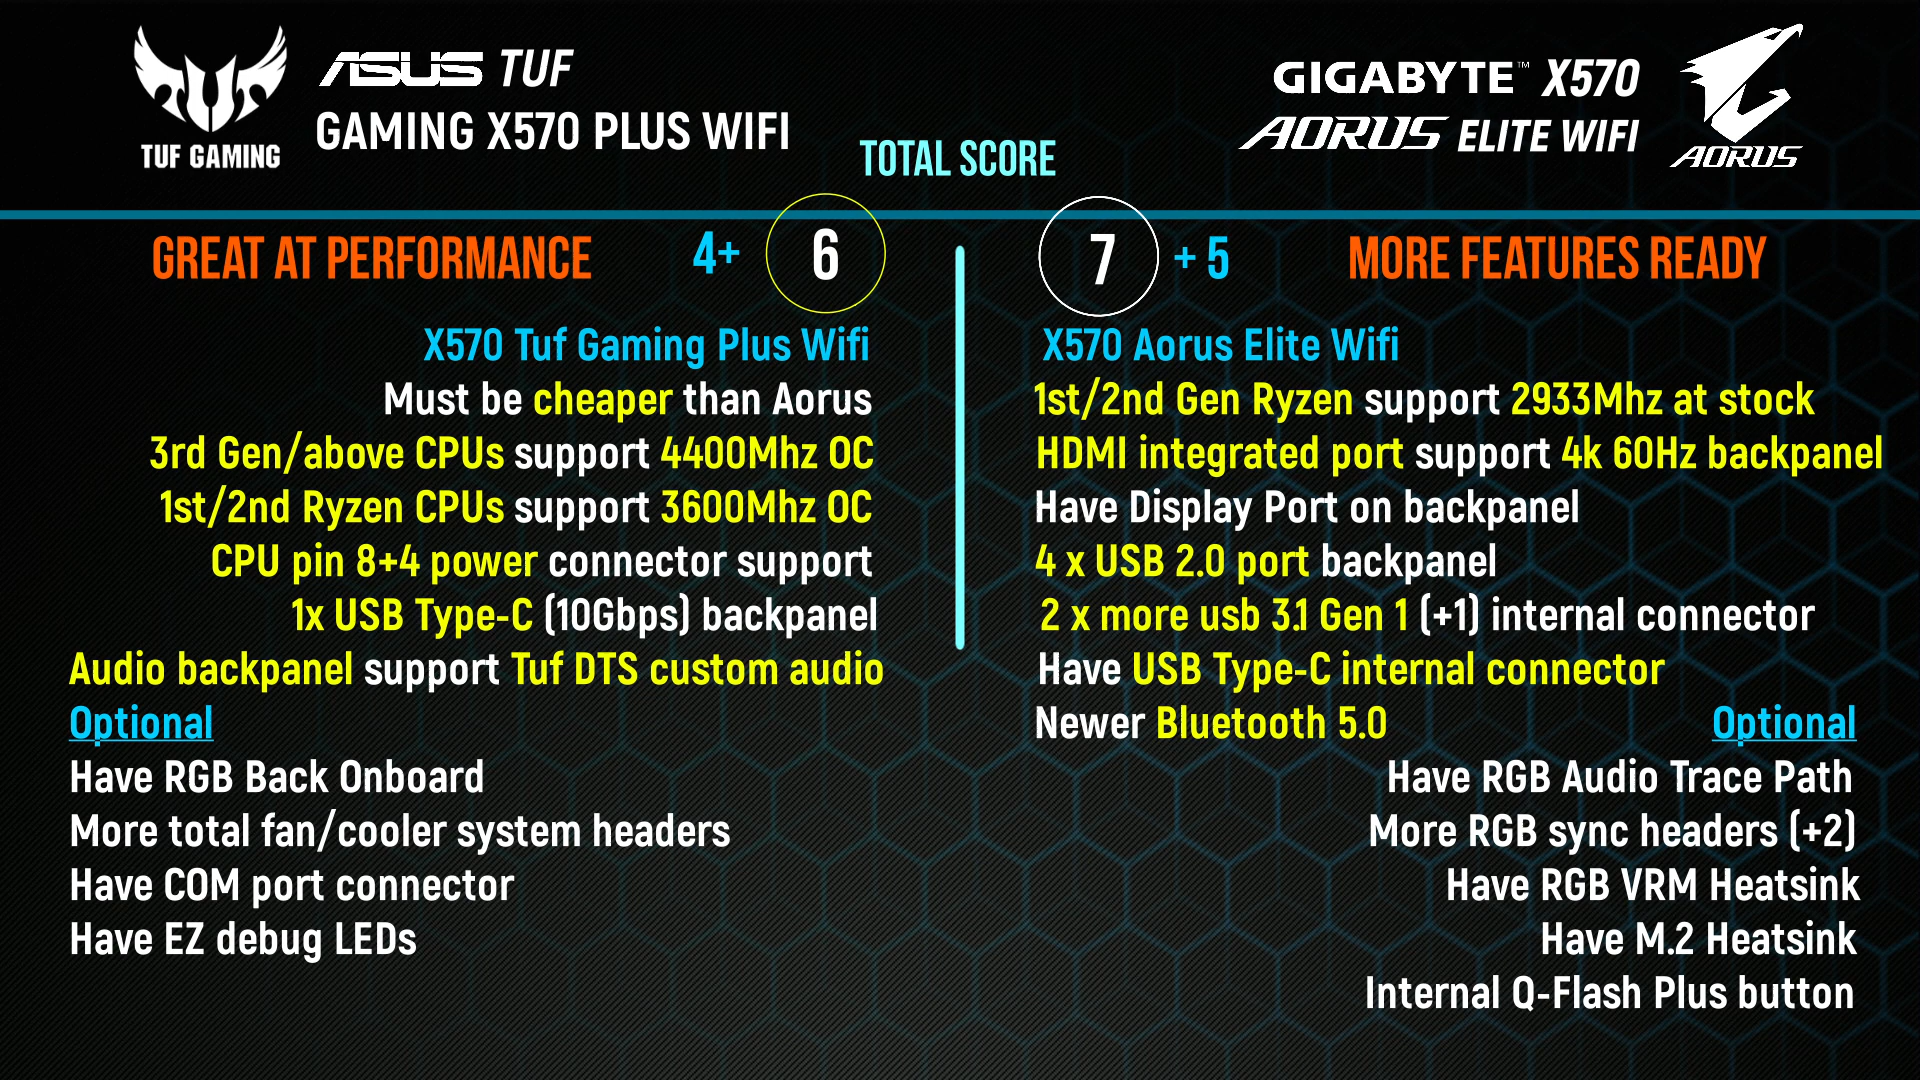 TUF GAMING
ASUS TUF
GAMING X570 PLUS WIFI
TOTAL SCORE
GIGABYTE™ X570
AORUS ELITE WIFI
AORUS
GREAT AT PERFORMANCE
4+ 6
7 + 5
MORE FEATURES READY
X570 Tuf Gaming Plus Wifi
Must be cheaper than Aorus
3rd Gen/above CPUs support 4400Mhz OC
1st/2nd Ryzen CPUs support 3600Mhz OC
CPU pin 8+4 power connector support
1x USB Type-C (10Gbps) backpanel
Audio backpanel support Tuf DTS custom audio
Optional
Have RGB Back Onboard
More total fan/cooler system headers
Have COM port connector
Have EZ debug LEDs
X570 Aorus Elite Wifi
1st/2nd Gen Ryzen support 2933Mhz at stock
HDMI integrated port support 4k 60Hz backpanel
Have Display Port on backpanel
4 x USB 2.0 port backpanel
2 x more usb 3.1 Gen 1 (+1) internal connector
Have USB Type-C internal connector
Newer Bluetooth 5.0
Optional
Have RGB Audio Trace Path
More RGB sync headers (+2)
Have RGB VRM Heatsink
Have M.2 Heatsink
Internal Q-Flash Plus button